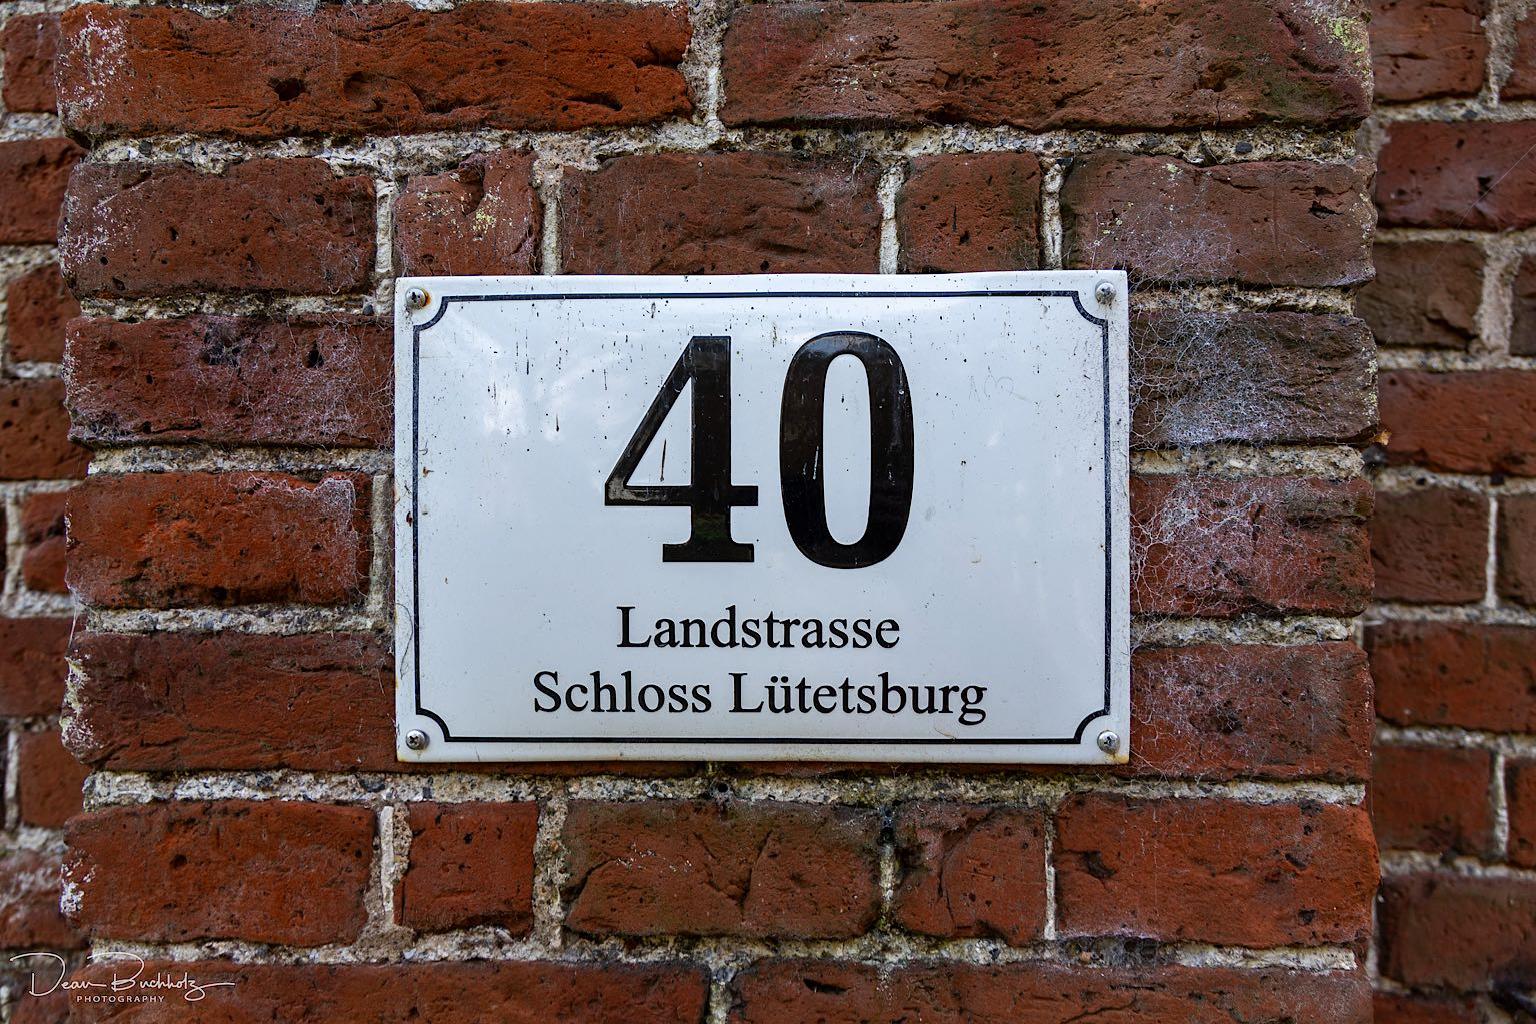 40
Landstrasse
Schloss Lütetsburg
Dean Buchholz
PHOTOGRAPHY